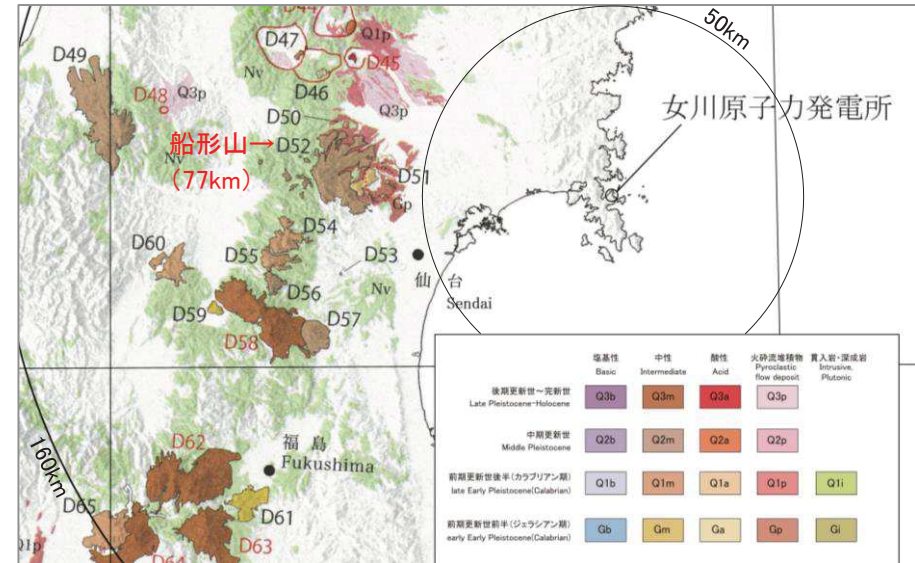 D44
50km
D47
Q1p
D49
D45
Nv
D48
Q3p
D46
Q3p
D50
女川原子力発電所
船形山→
D52
Nv
(77km)
D51
Gp
D54
D60
D55
D53
仙台
Sendai
D56
Nv
D59
D57
D58
塩基性
中性
酸性
火砕流堆積物
貫入岩・深成岩
Basic
Intermediate
Acid
Pyroclastic
flow deposit
Intrusive,
Plutonic
後期更新世～完新世
Late Pleistocene-Holocene
Q3b
Q3m
Q3a
Q3p
中期更新世
Middle Pleistocene
Q2b
Q2m
Q2a
Q2p
前期更新世後半(カラブリアン期)
late Early Pleistocene(Calabrian)
Q1b
Q1m
Q1a
Q1p
Q1i
前期更新世前半(ジェラシアン期)
early Early Pleistocene(Calabrian)
Gb
Gm
Ga
Gp
Gi
D62
福島
Fukushima
160km
D65
D61
Q1p
D63
D64